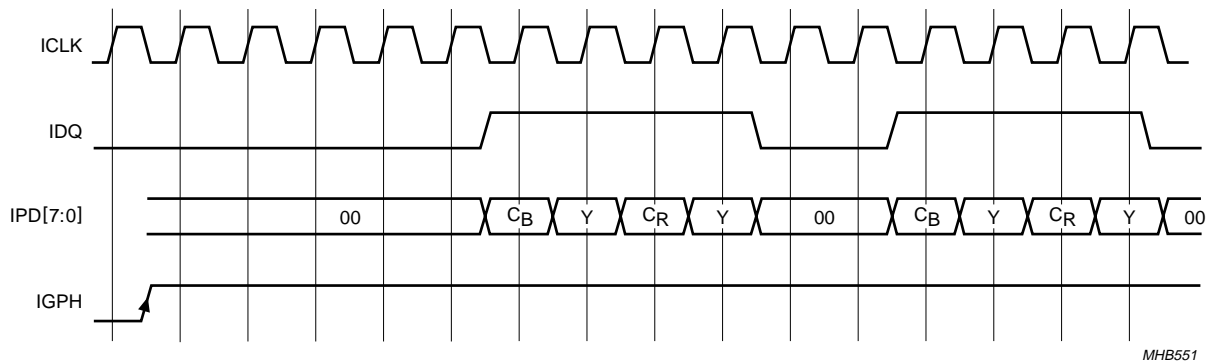 ICLK
IDQ
IPD[7:0]
00 CB Y CR Y 00 CB Y CR Y 00
IGPH
MHB551